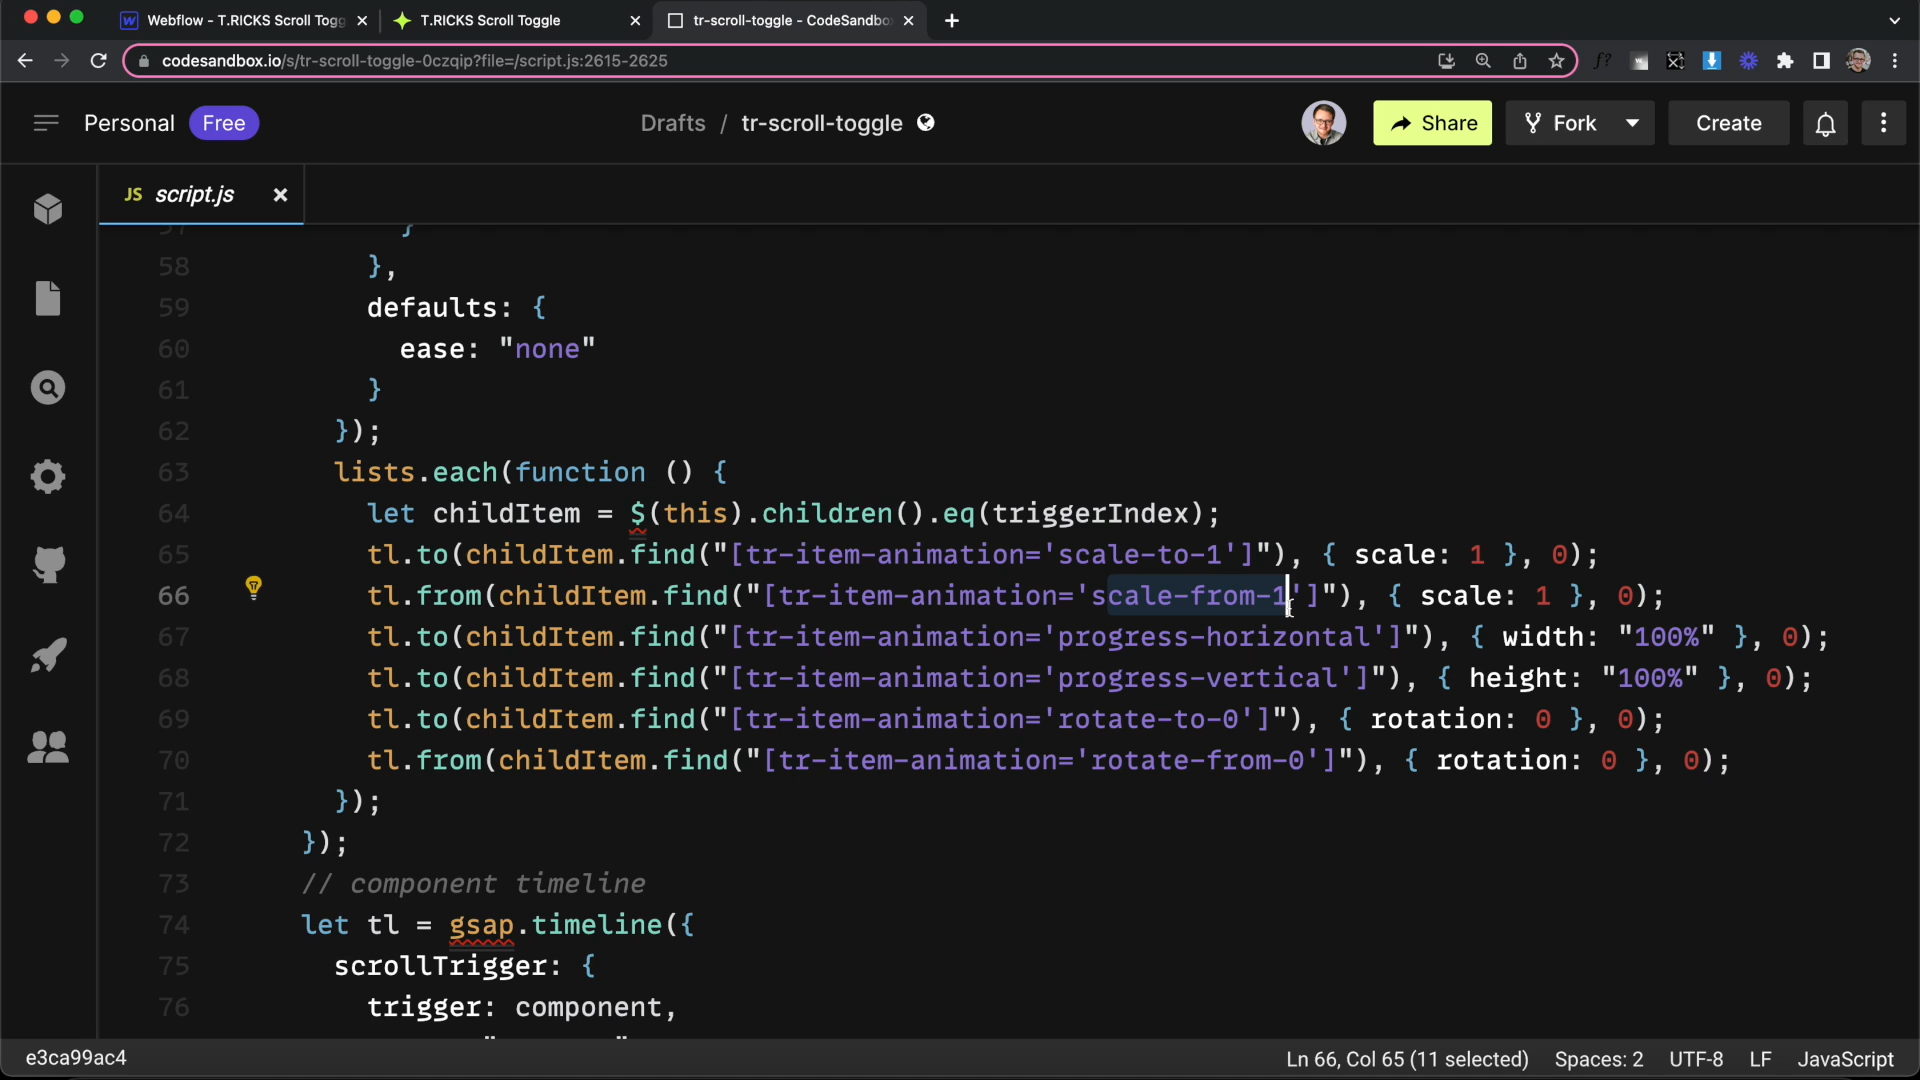 Webflow - T.RICKS Scroll Togg
T.RICKS Scroll Toggle
tr-scroll-toggle - CodeSandbo
codesandbox.io/s/tr-scroll-toggle-0czqip?file=/script.js:2615-2625
Personal Free
Drafts / tr-scroll-toggle
Share
Fork
Create
JS script.js
57 }
58 },
59 defaults: {
60 ease: "none"
61 }
62 });
63 lists.each(function () {
64 let childItem = $(this).children().eq(triggerIndex);
65 tl.to(childItem.find("[tr-item-animation='scale-to-1']"), { scale: 1 }, 0);
66 tl.from(childItem.find("[tr-item-animation='scale-from-1']"), { scale: 1 }, 0);
67 tl.to(childItem.find("[tr-item-animation='progress-horizontal']"), { width: "100%" }, 0);
68 tl.to(childItem.find("[tr-item-animation='progress-vertical']"), { height: "100%" }, 0);
69 tl.to(childItem.find("[tr-item-animation='rotate-to-0']"), { rotation: 0 }, 0);
70 tl.from(childItem.find("[tr-item-animation='rotate-from-0']"), { rotation: 0 }, 0);
71 });
72 });
73 // component timeline
74 let tl = gsap.timeline({
75 scrollTrigger: {
76 trigger: component,
e3ca99ac4
Ln 66, Col 65 (11 selected) Spaces: 2 UTF-8 LF JavaScript